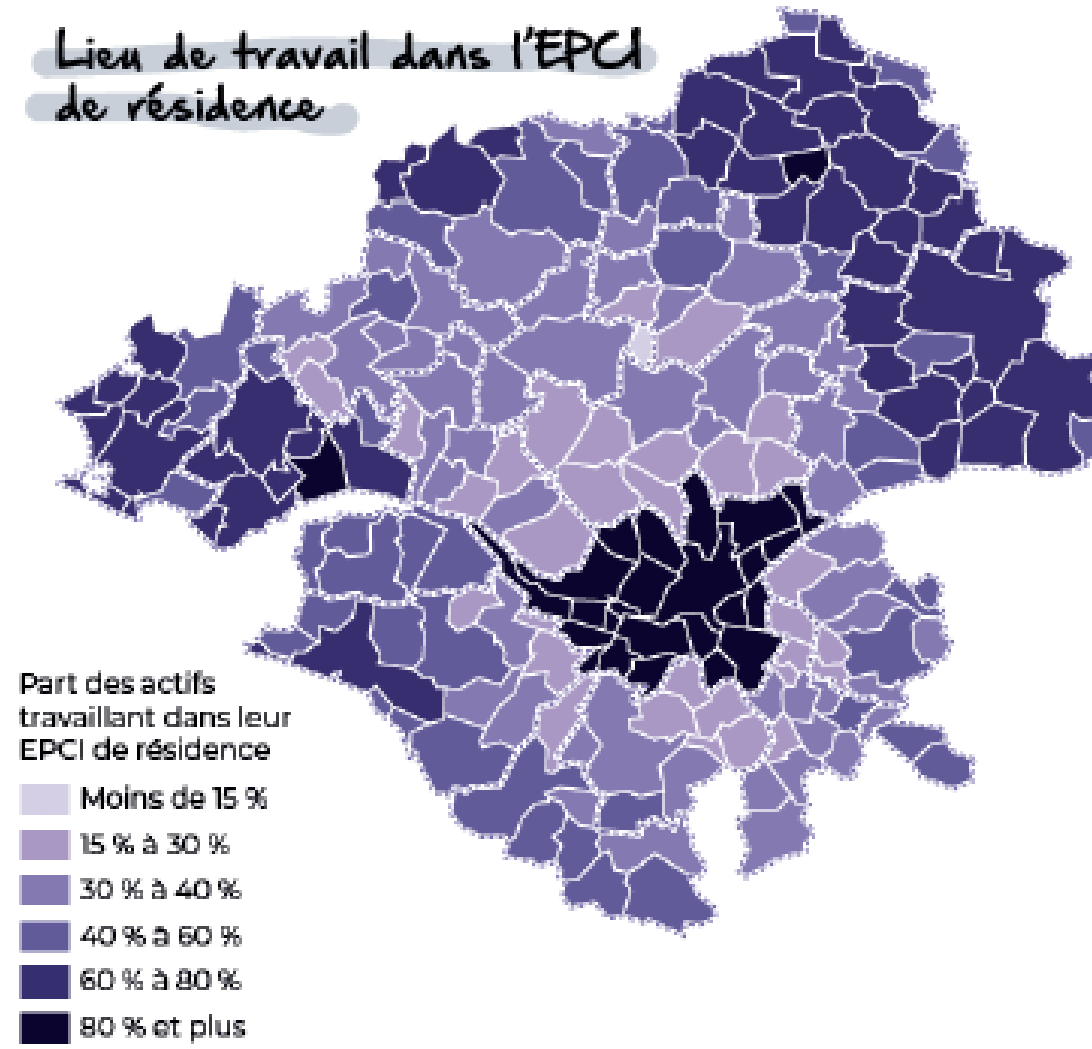 Lieu de travail dans l'EPCI
de résidence
Part des actifs
travaillant dans leur
EPCI de résidence
Moins de 15 %
15 % à 30 %
30 % à 40 %
40 % à 60 %
60 % à 80 %
80 % et plus